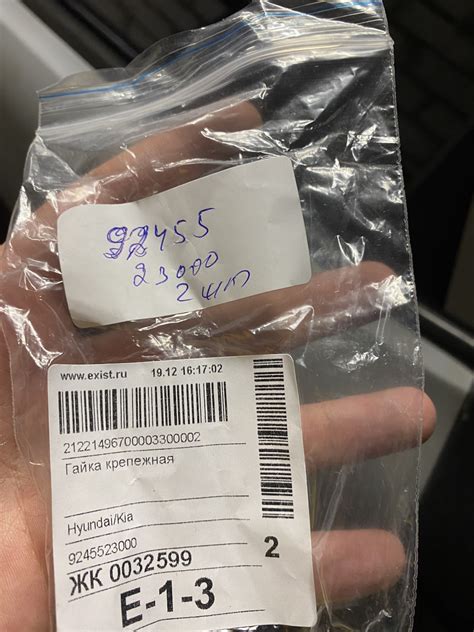 92455
23000
2 шт
www.exist.ru 19.12 16:17:02
21221496700003300002
Гайка крепежная
Hyundai/Kia
9245523000
2
ЖК 0032599
E-1-3